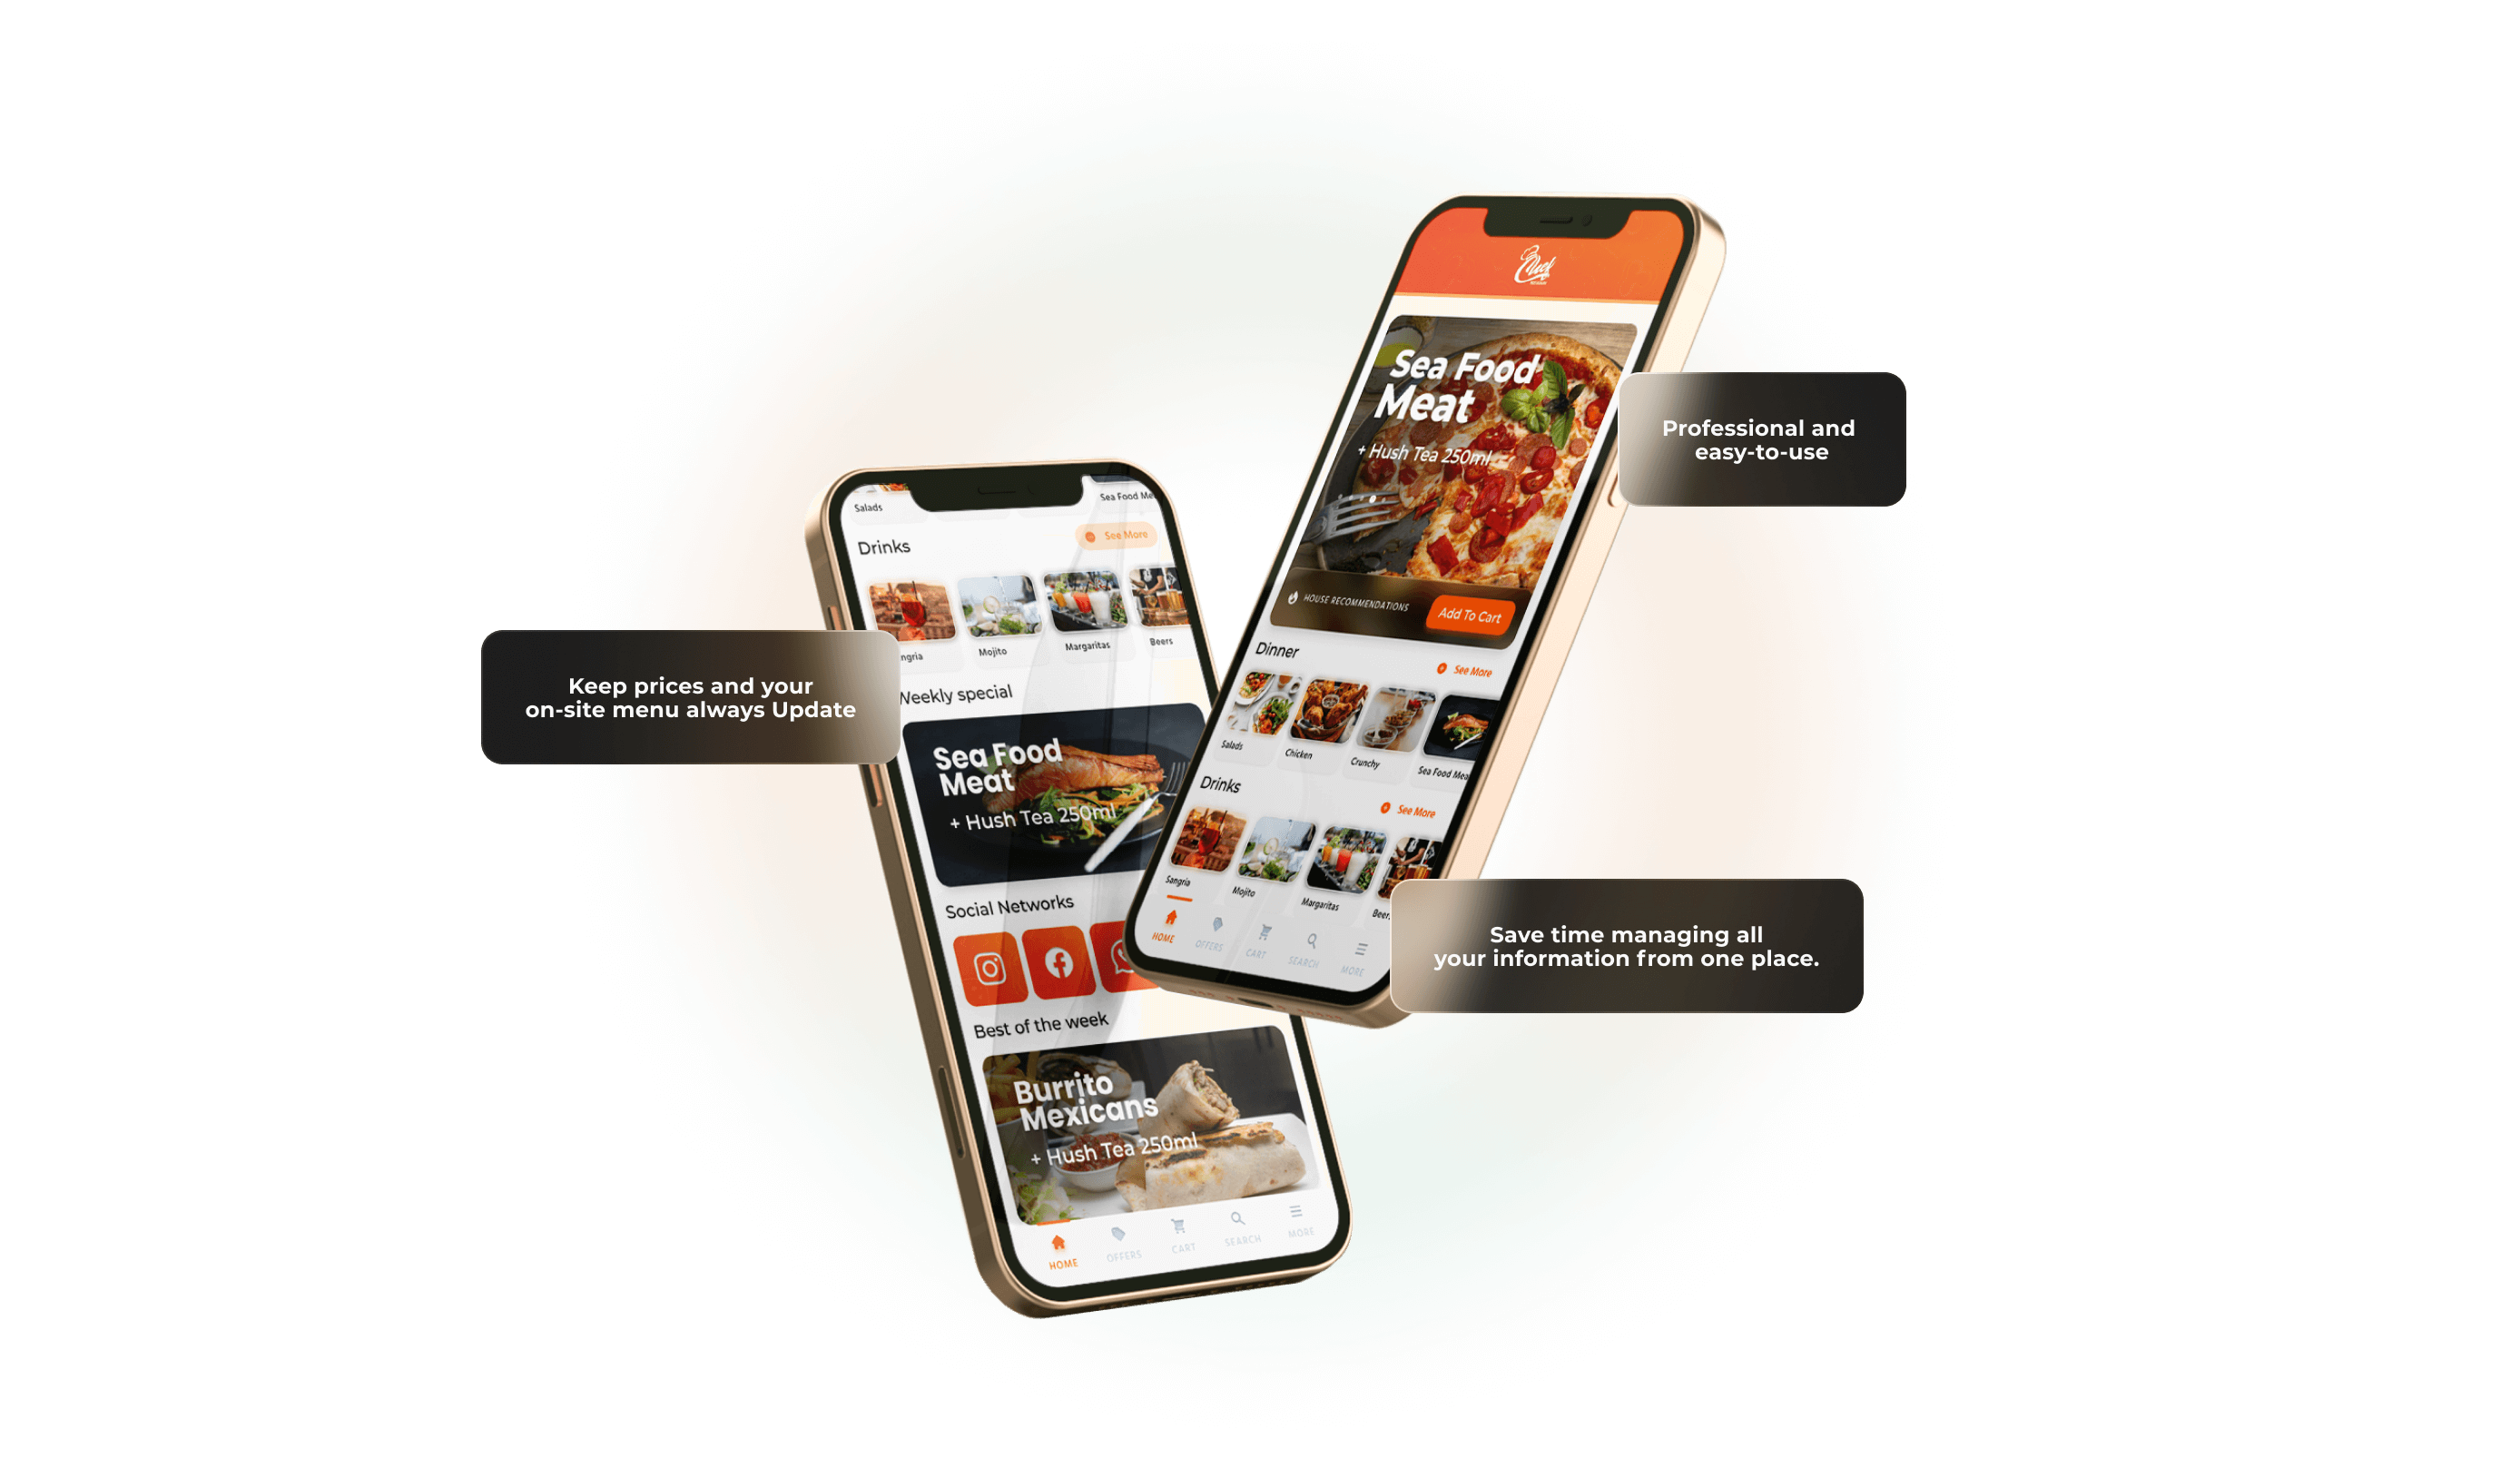 Chef
Sea Food
Meat
+ Hush Tea 250ml
HOUSE RECOMMENDATIONS
Add To Cart
Dinner
See More
Salads
Chicken
Crunchy
Sea Food Mea
Drinks
See More
Sangria
Mojito
Margaritas
Beer
HOME
OFFERS
CART
SEARCH
MORE
Professional and
easy-to-use
Salads
Sea Food Me
Drinks
See More
ngria
Mojito
Margaritas
Beers
Keep prices and your
on-site menu always Update
Weekly special
Sea Food
Meat
+ Hush Tea 250ml
Social Networks
Best of the week
Burrito
Mexicans
+ Hush Tea 250ml
HOME
OFFERS
CART
SEARCH
MORE
Save time managing all
your information from one place.